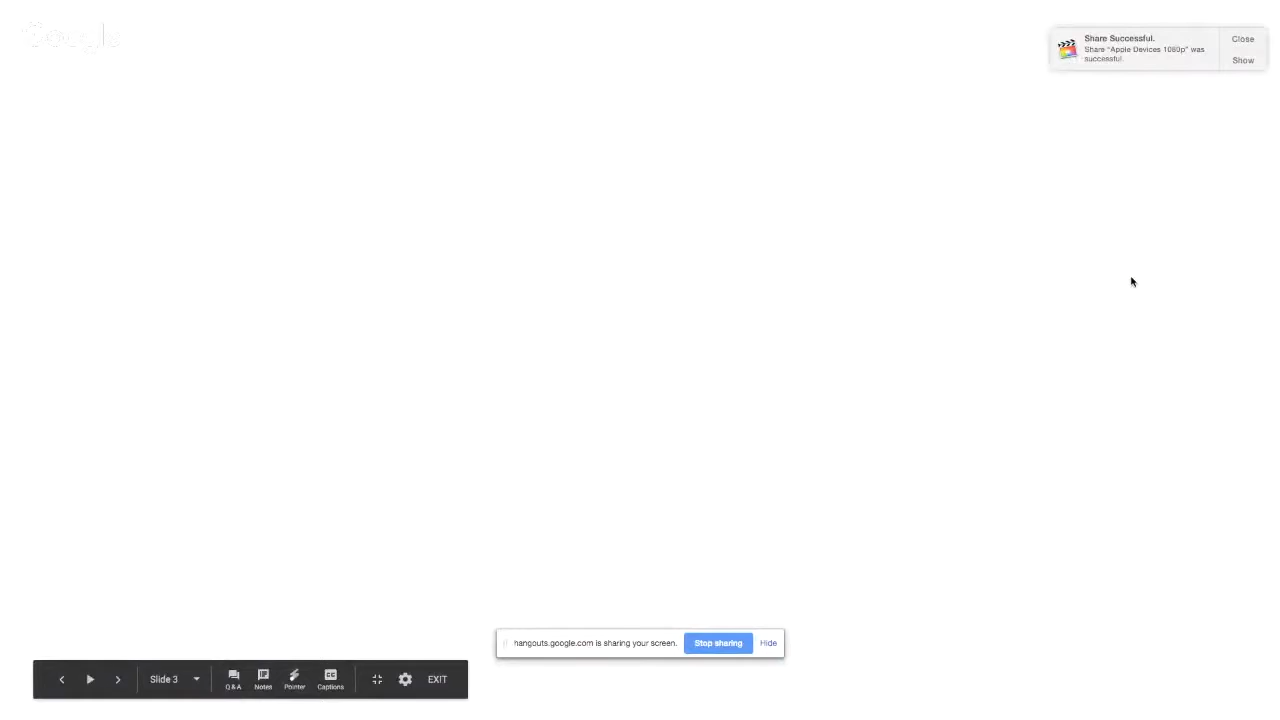 Google
Share Successful.
Close
Share “Apple Devices 1080p” was
successful.
Show
hangouts.google.com is sharing your screen.
Stop sharing
Hide
Slide 3
Q & A
Notes
Pointer
Captions
EXIT